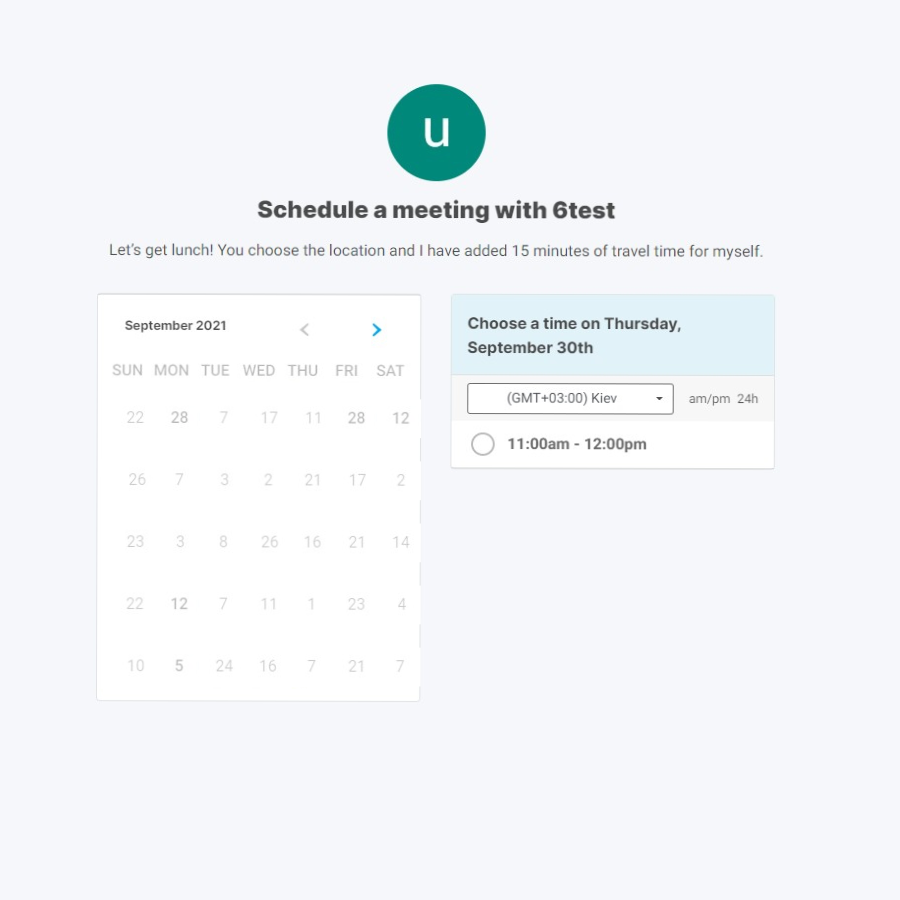 u
Schedule a meeting with 6test
Let's get lunch! You choose the location and I have added 15 minutes of travel time for myself.
September 2021
SUN MON TUE WED THU FRI SAT
22 28 7 17 11 28 12
26 7 3 2 21 17 2
23 3 8 26 16 21 14
22 12 7 11 1 23 4
10 5 24 16 7 21 7
Choose a time on Thursday,
September 30th
(GMT+03:00) Kiev am/pm 24h
11:00am - 12:00pm